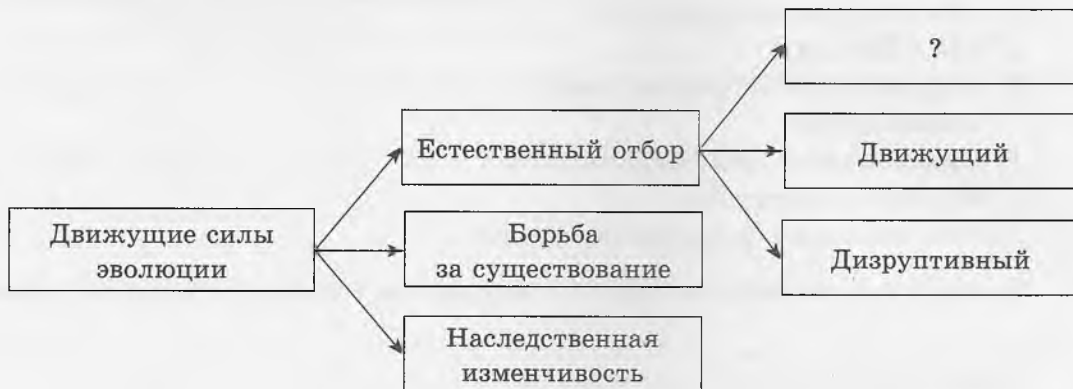 ?
Естественный отбор
Движущий
Движущие силы
эволюции
Борьба
за существование
Дизруптивный
Наследственная
изменчивость